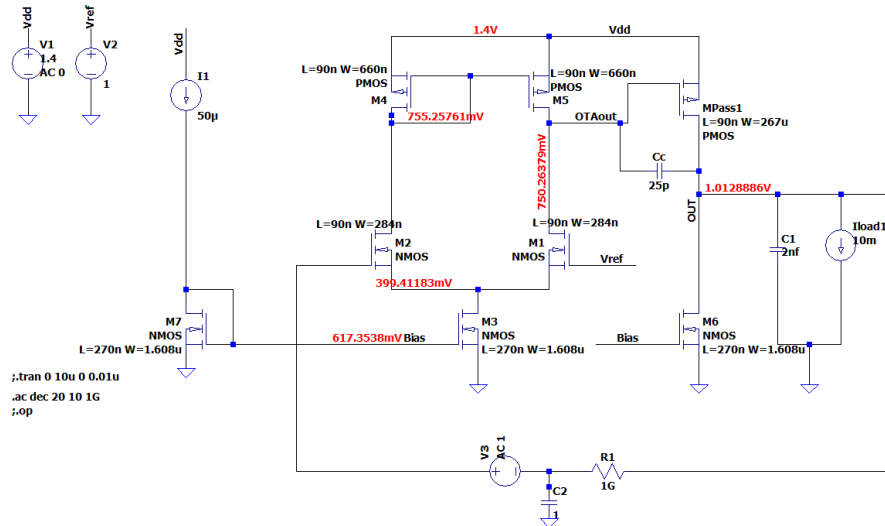 Vdd
V1
1.4
AC 0
Vref
V2
1
Vdd
I1
50µ
1.4V
Vdd
L=90n W=660n
PMOS
M4
L=90n W=660n
PMOS
M5
755.25761mV
OTAout
MPass1
L=90n W=267u
PMOS
Cc
25p
750.26379mV
1.0128886V
OUT
L=90n W=284n
M2
NMOS
L=90n W=284n
M1
NMOS
Vref
C1
2nf
Iload1
10m
399.41183mV
M7
NMOS
L=270n W=1.608u
617.3538mV
Bias
M3
NMOS
L=270n W=1.608u
Bias
M6
NMOS
L=270n W=1.608u
;.tran 0 10u 0 0.01u
.ac dec 20 10 1G
;.op
V3
AC 1
R1
1G
C2
1